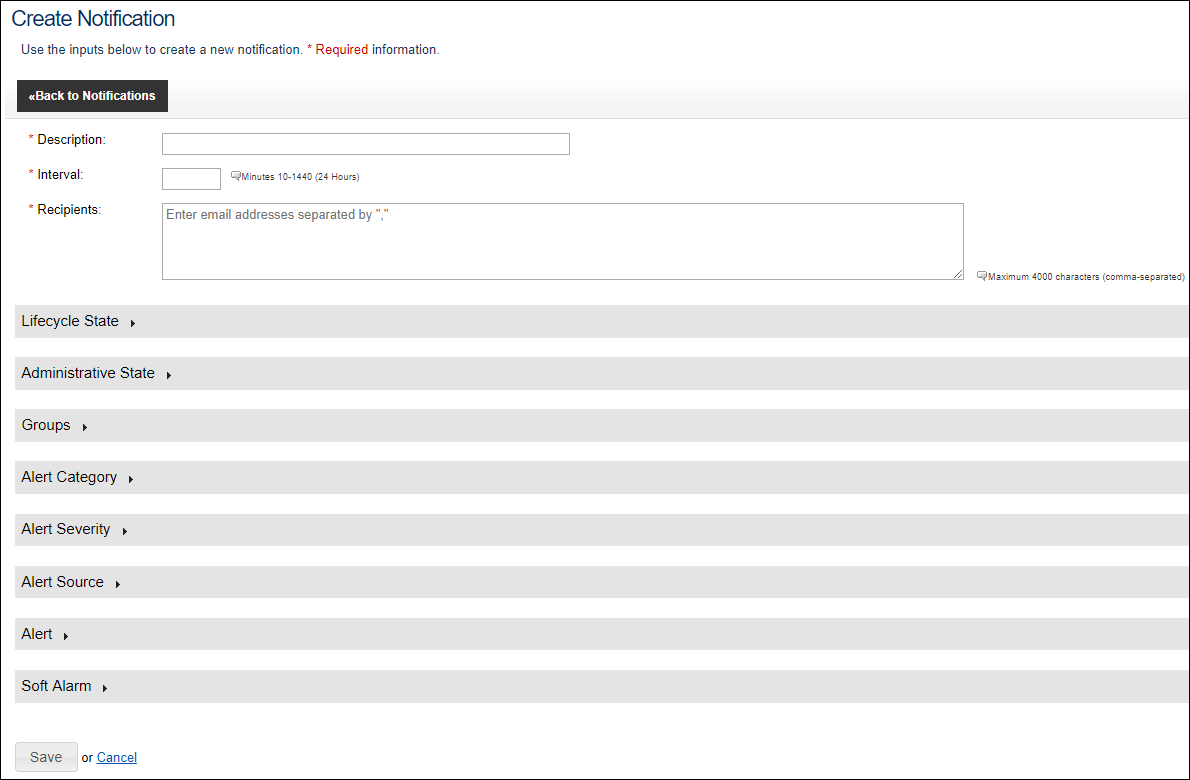 Create Notification
Use the inputs below to create a new notification. * Required information.
«Back to Notifications
* Description:
* Interval:
Minutes 10-1440 (24 Hours)
* Recipients:
Enter email addresses separated by ","
Maximum 4000 characters (comma-separated)
Lifecycle State
Administrative State
Groups
Alert Category
Alert Severity
Alert Source
Alert
Soft Alarm
Save or Cancel